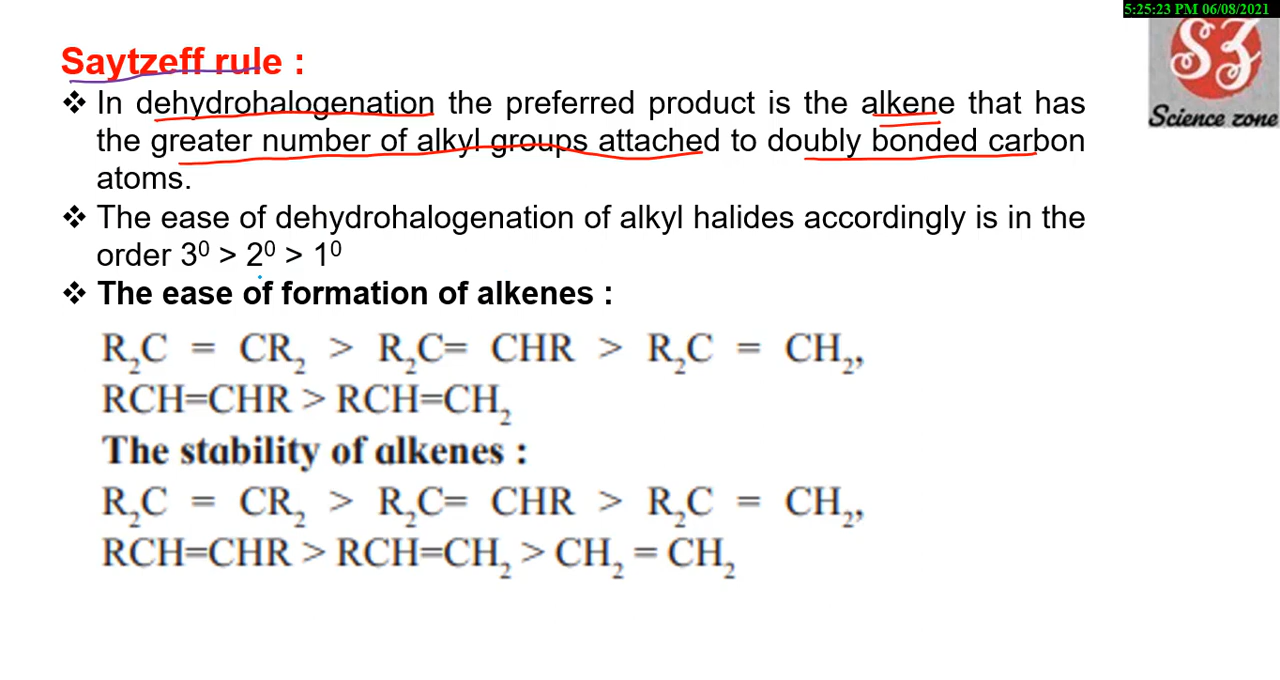 5:25:23 PM 06/08/2021
SZ
Science zone
Saytzeff rule :
❖ In dehydrohalogenation the preferred product is the alkene that has
the greater number of alkyl groups attached to doubly bonded carbon
atoms.
❖ The ease of dehydrohalogenation of alkyl halides accordingly is in the
order 3⁰ > 2⁰ > 1⁰
❖ The ease of formation of alkenes :
R₂C = CR₂ > R₂C= CHR > R₂C = CH₂,
RCH=CHR > RCH=CH₂
The stability of alkenes :
R₂C = CR₂ > R₂C= CHR > R₂C = CH₂,
RCH=CHR > RCH=CH₂ > CH₂ = CH₂